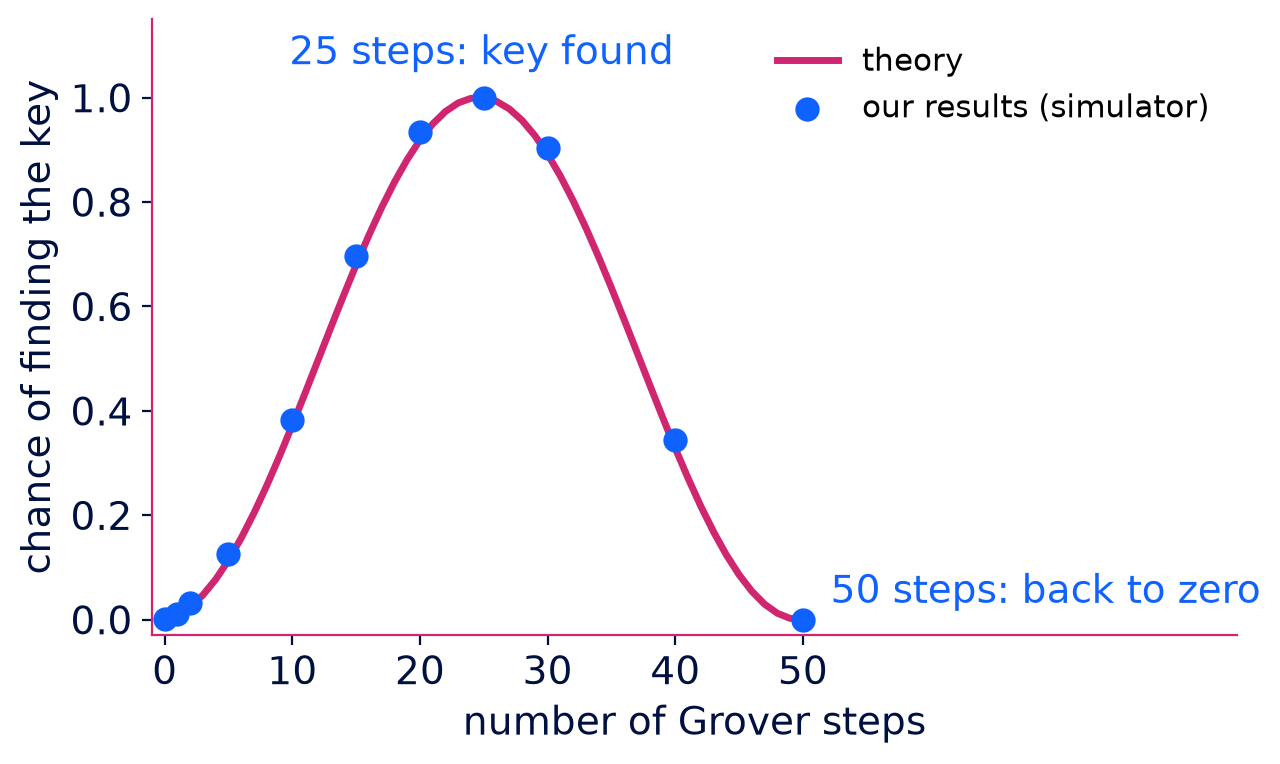 25 steps: key found
theory
our results (simulator)
chance of finding the key
1.0
0.8
0.6
0.4
0.2
0.0
50 steps: back to zero
0 10 20 30 40 50
number of Grover steps